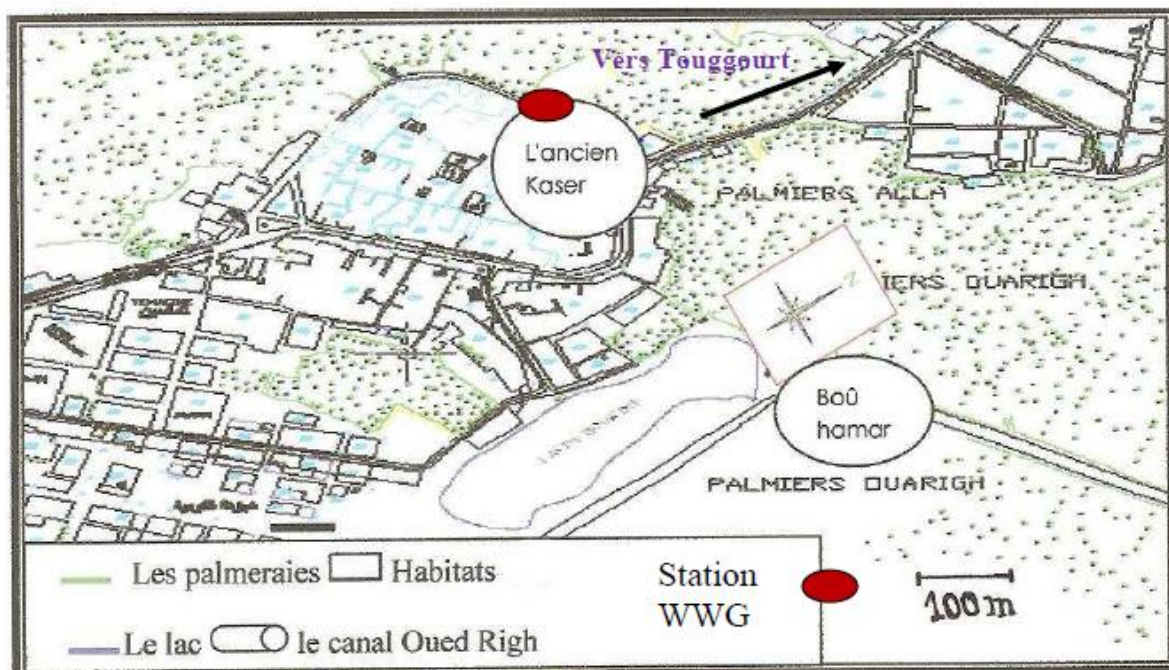 Vers Touggourt
L'ancien
Kaser
PALMIERS ALLA
IERS OUARIGH
Boû
hamar
PALMIERS OUARIGH
Les palmeraies
Habitats
Station
WWG
100 m
Le lac
le canal Oued Righ